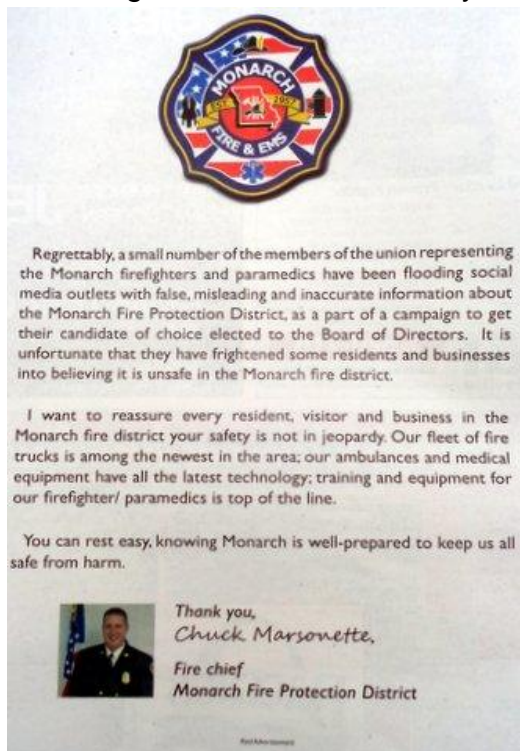 MONARCH
EST. 1957
FIRE & EMS
Regrettably, a small number of the members of the union representing
the Monarch firefighters and paramedics have been flooding social
media outlets with false, misleading and inaccurate information about
the Monarch Fire Protection District, as a part of a campaign to get
their candidate of choice elected to the Board of Directors. It is
unfortunate that they have frightened some residents and businesses
into believing it is unsafe in the Monarch fire district.
I want to reassure every resident, visitor and business in the
Monarch fire district your safety is not in jeopardy. Our fleet of fire
trucks is among the newest in the area; our ambulances and medical
equipment have all the latest technology; training and equipment for
our firefighter/ paramedics is top of the line.
You can rest easy, knowing Monarch is well-prepared to keep us all
safe from harm.
Thank you,
Chuck Marsonette,
Fire chief
Monarch Fire Protection District
Paid Advertisement